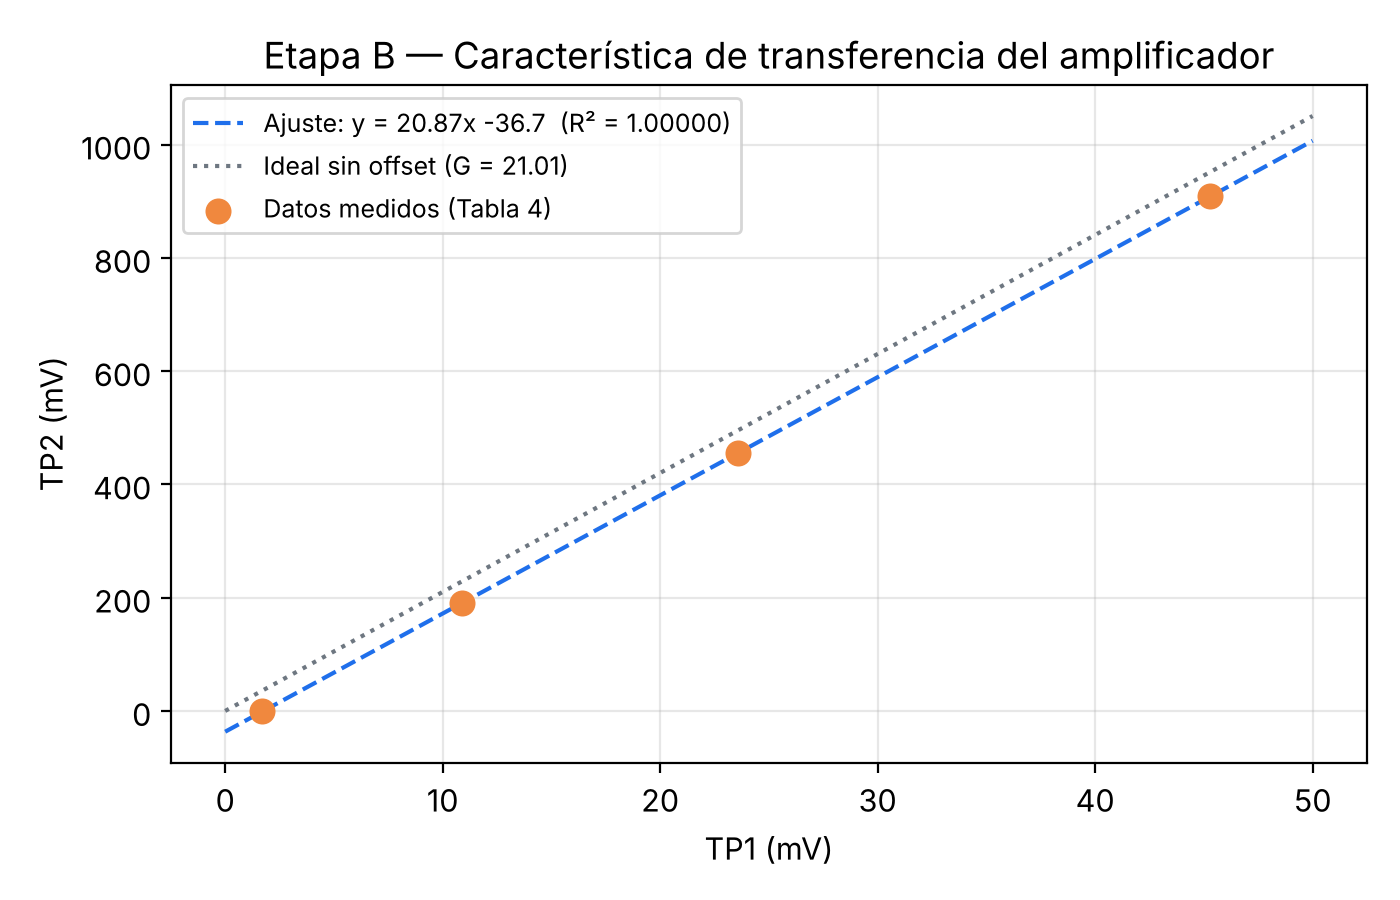 Etapa B — Característica de transferencia del amplificador
Ajuste: y = 20.87x -36.7  (R² = 1.00000)
Ideal sin offset (G = 21.01)
Datos medidos (Tabla 4)
1000
800
600
400
200
0
TP2 (mV)
0 10 20 30 40 50
TP1 (mV)